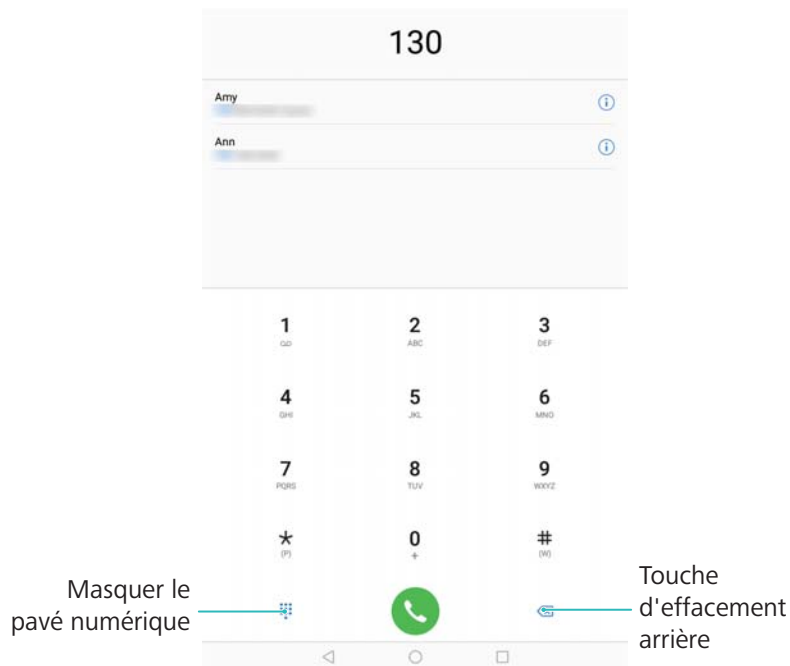 130
Amy
Ann
1 2 3
ABC DEF
4 5 6
GHI JKL MNO
7 8 9
PQRS TUV WXYZ
* 0 #
(P) + (W)
Masquer le
pavé numérique
Touche
d'effacement
arrière